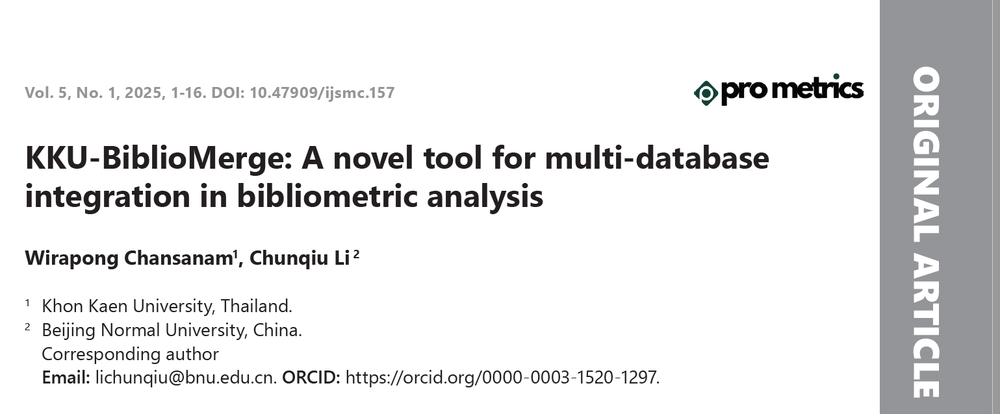 Vol. 5, No. 1, 2025, 1-16. DOI: 10.47909/ijsmc.157
pro metrics
KKU-BiblioMerge: A novel tool for multi-database
integration in bibliometric analysis
Wirapong Chansanam¹, Chunqiu Li ²
¹ Khon Kaen University, Thailand.
² Beijing Normal University, China.
Corresponding author
Email: lichunqiu@bnu.edu.cn. ORCID: https://orcid.org/0000-0003-1520-1297.
ORIGINAL ARTICLE